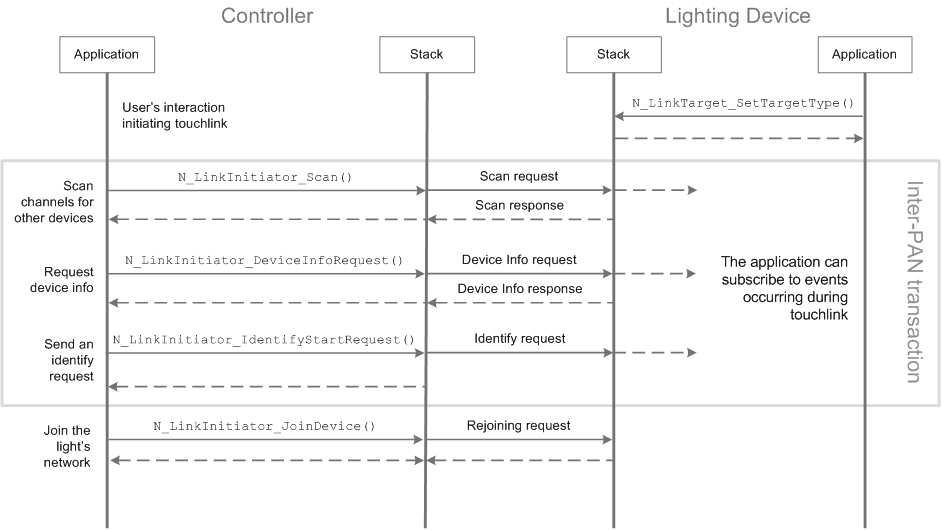 Controller
Lighting Device
Application
Stack
Stack
Application
User's interaction
initiating touchlink
N_LinkTarget_SetTargetType()
Scan
channels for
other devices
N_LinkInitiator_Scan()
Scan request
Scan response
Request
device info
N_LinkInitiator_DeviceInfoRequest()
Device Info request
Device Info response
The application can
subscribe to events
occurring during
touchlink
Inter-PAN transaction
Send an
identify
request
N_LinkInitiator_IdentifyStartRequest()
Identify request
Join the
light's
network
N_LinkInitiator_JoinDevice()
Rejoining request